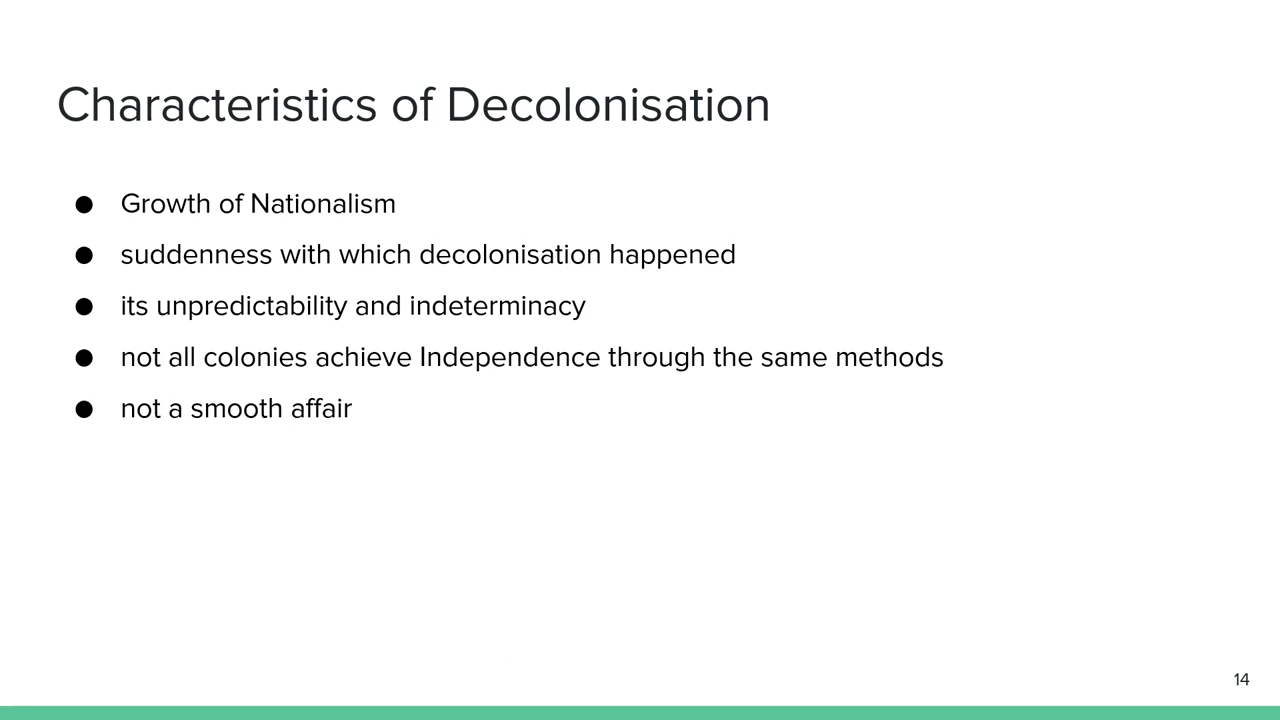 Characteristics of Decolonisation
● Growth of Nationalism
● suddenness with which decolonisation happened
● its unpredictability and indeterminacy
● not all colonies achieve Independence through the same methods
● not a smooth affair
14